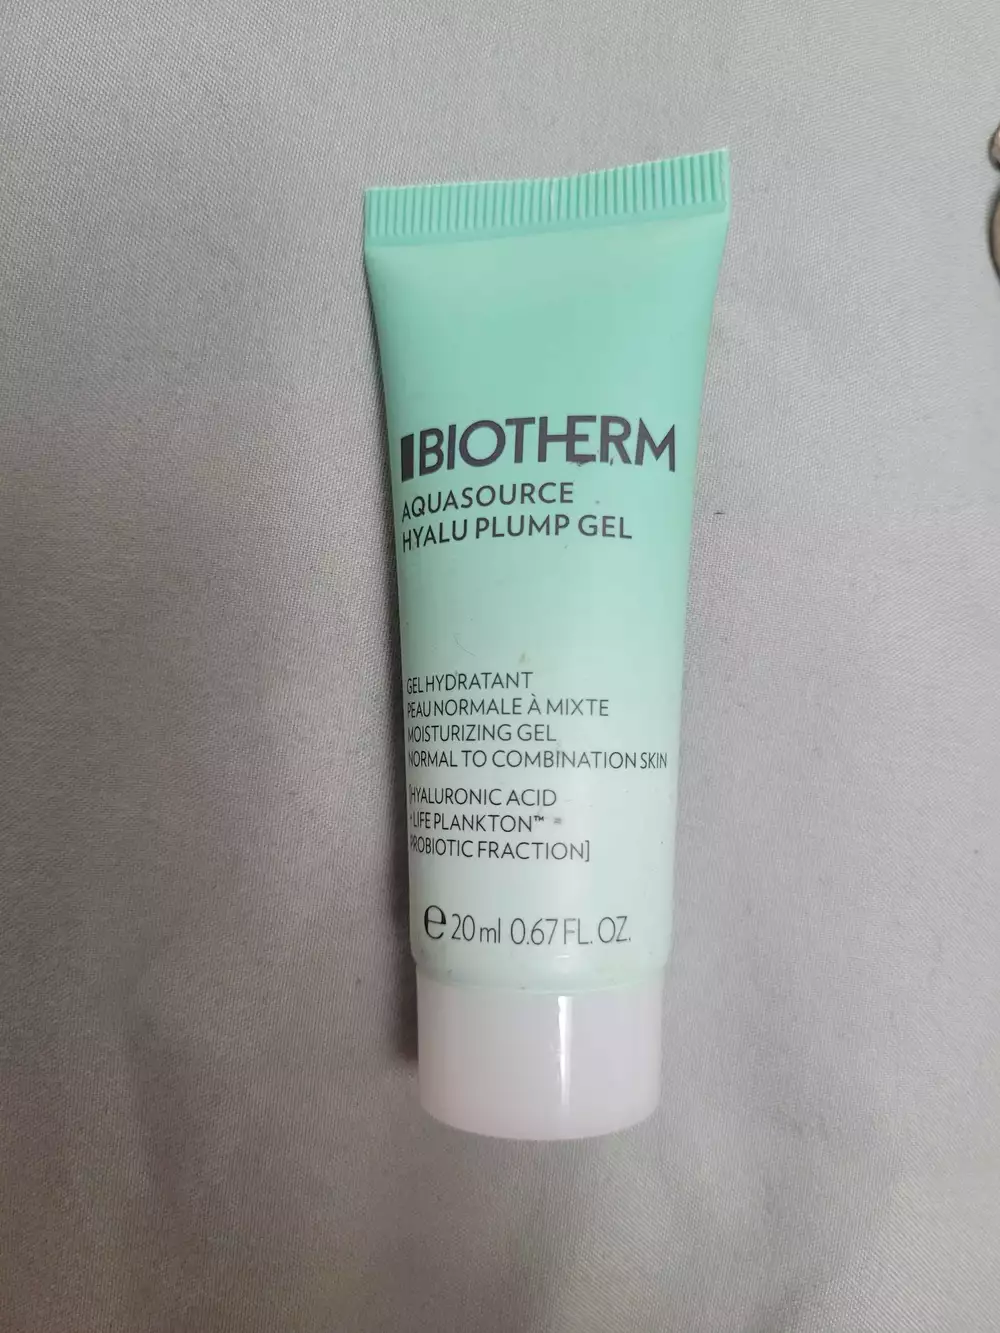 BIOTHERM
AQUASOURCE
HYALU PLUMP GEL
GEL HYDRATANT
PEAU NORMALE À MIXTE
MOISTURIZING GEL
NORMAL TO COMBINATION SKIN
[HYALURONIC ACID
+LIFE PLANKTON™
PROBIOTIC FRACTION]
℮ 20 ml 0.67 FL. OZ.